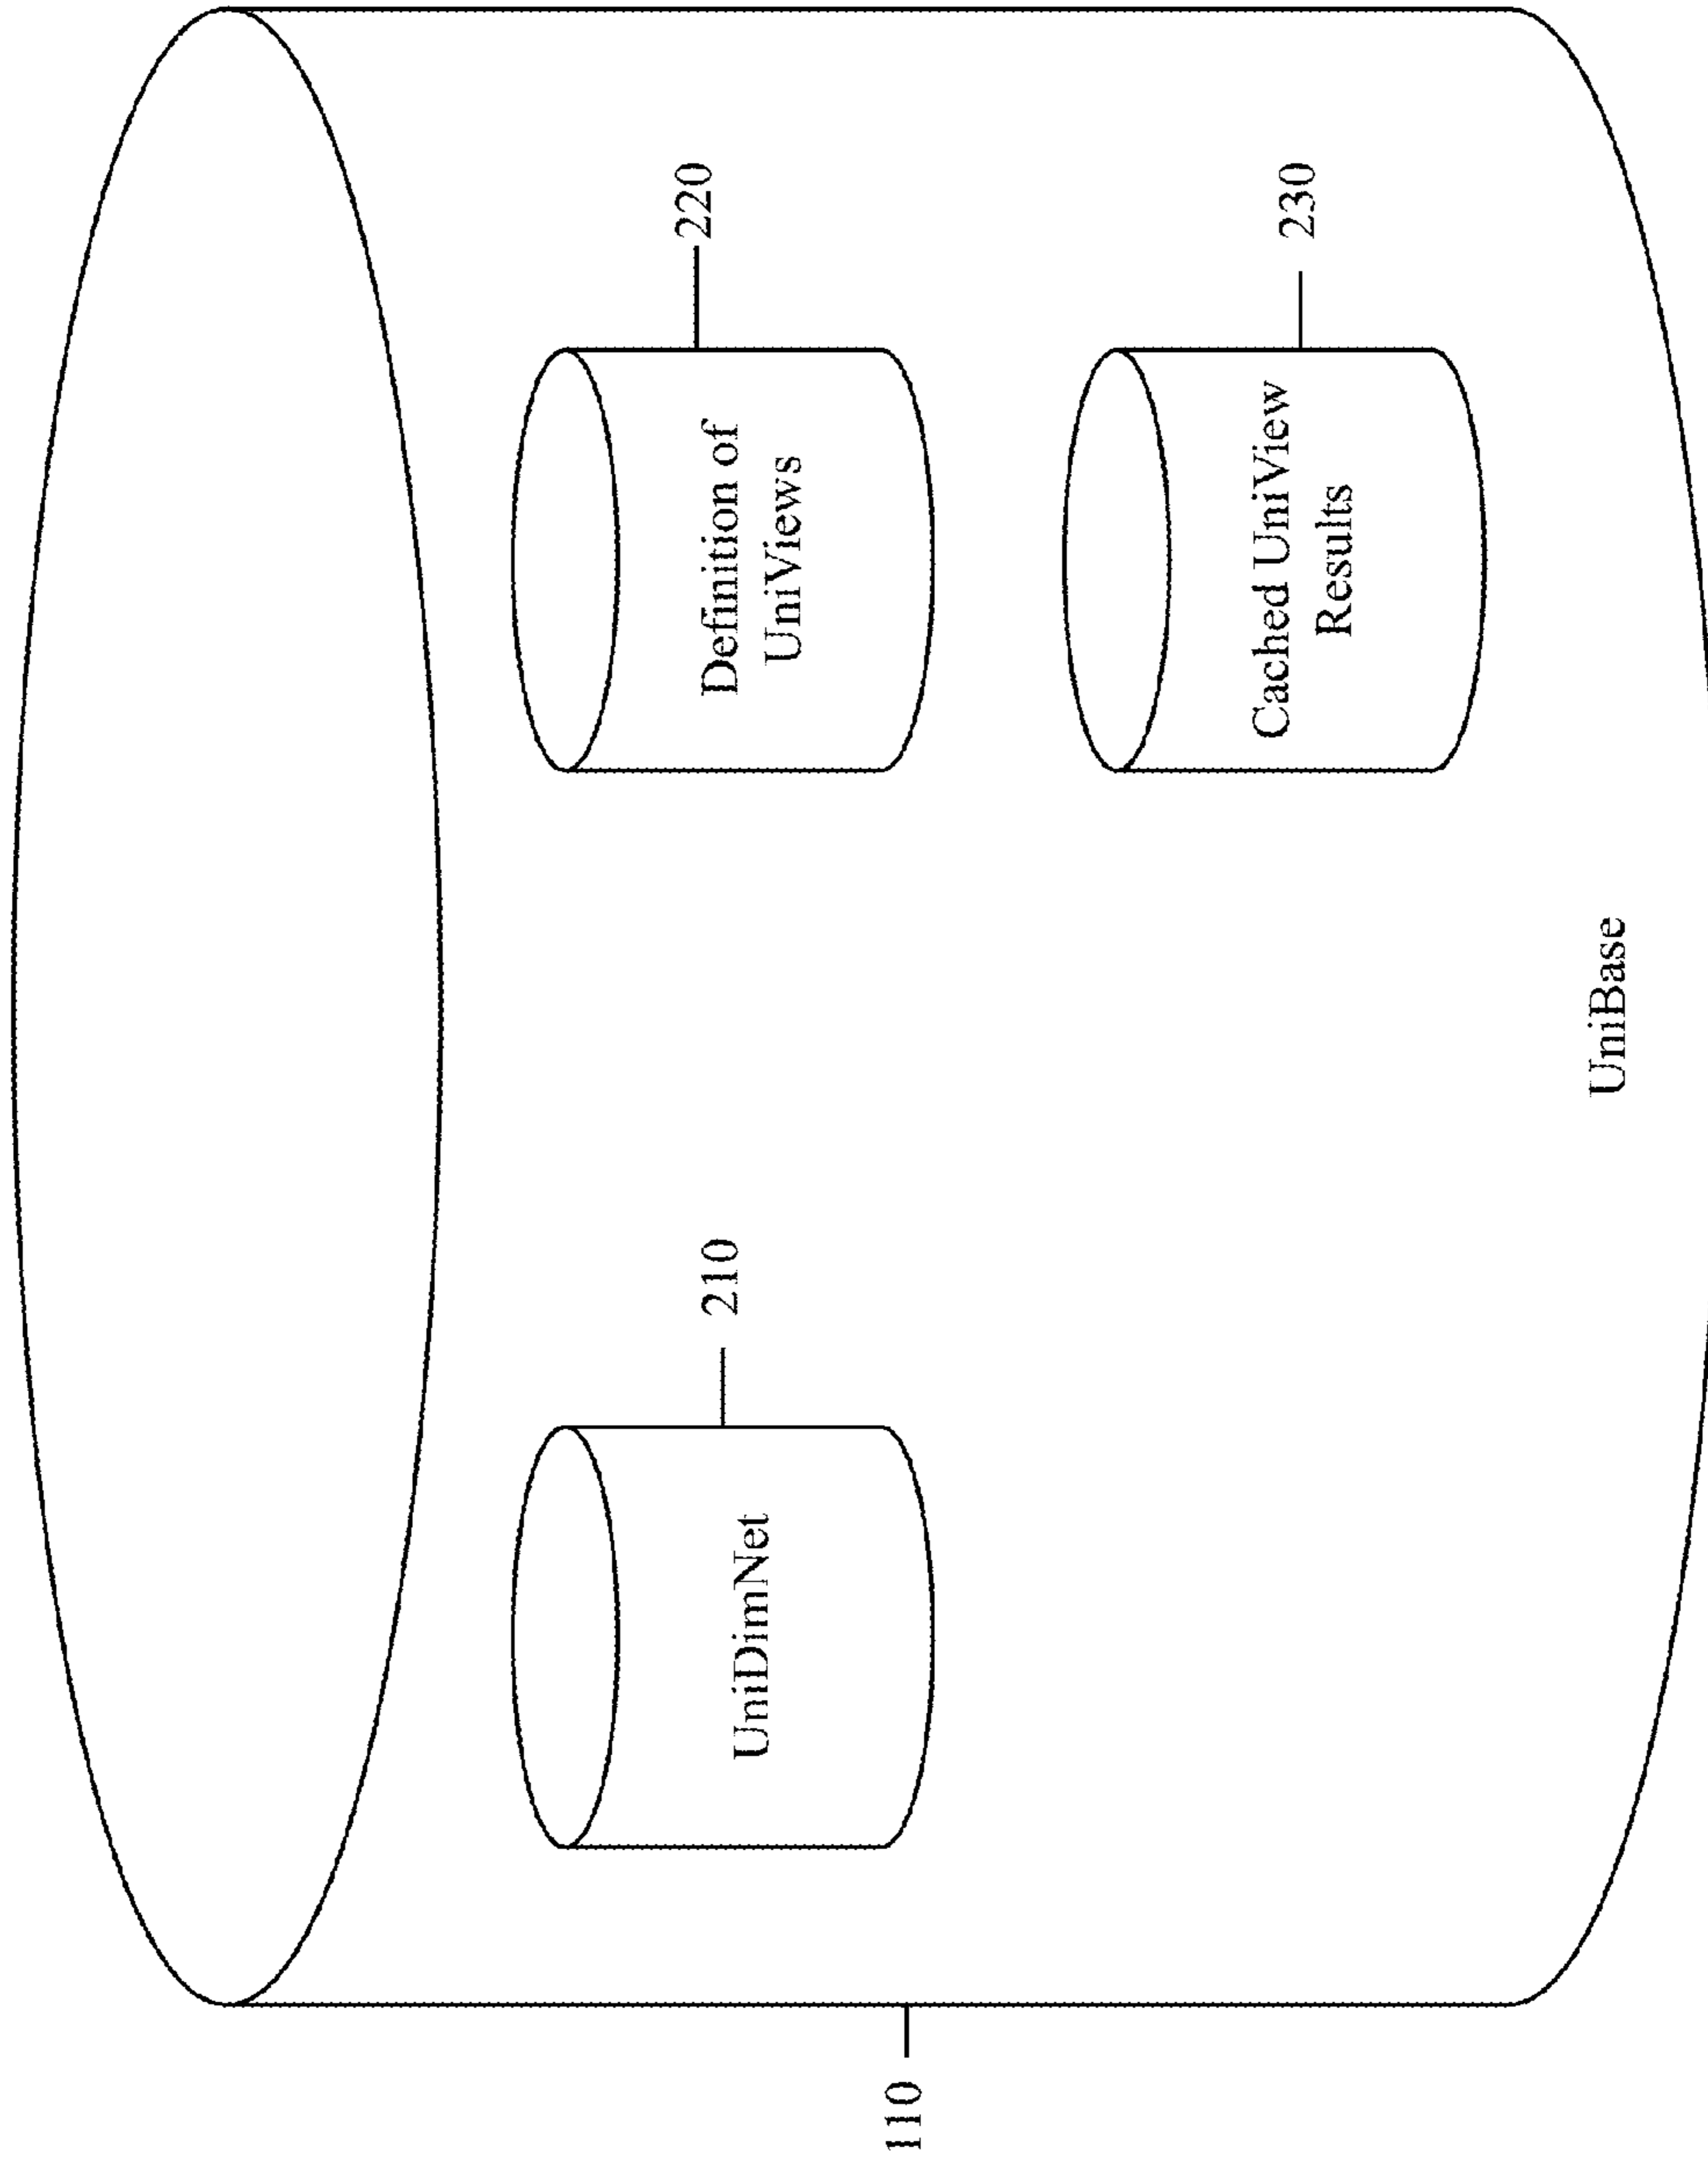 110
UniDimNet
210
Definition of
UniViews
220
Cached UniView
Results
230
UniBase